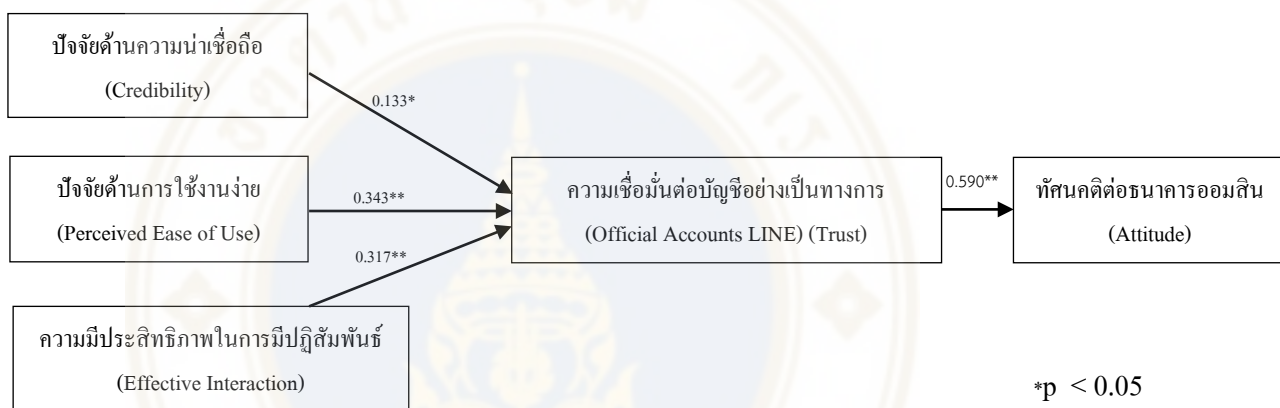 ปัจจัยด้านความน่าเชื่อถือ
(Credibility)
0.133*
ปัจจัยด้านการใช้งานง่าย
(Perceived Ease of Use)
0.343**
ความเชื่อมั่นต่อบัญชีอย่างเป็นทางการ
(Official Accounts LINE) (Trust)
0.590**
ทัศนคติต่อธนาคารออมสิน
(Attitude)
0.317**
ความมีประสิทธิภาพในการมีปฏิสัมพันธ์
(Effective Interaction)
*p < 0.05